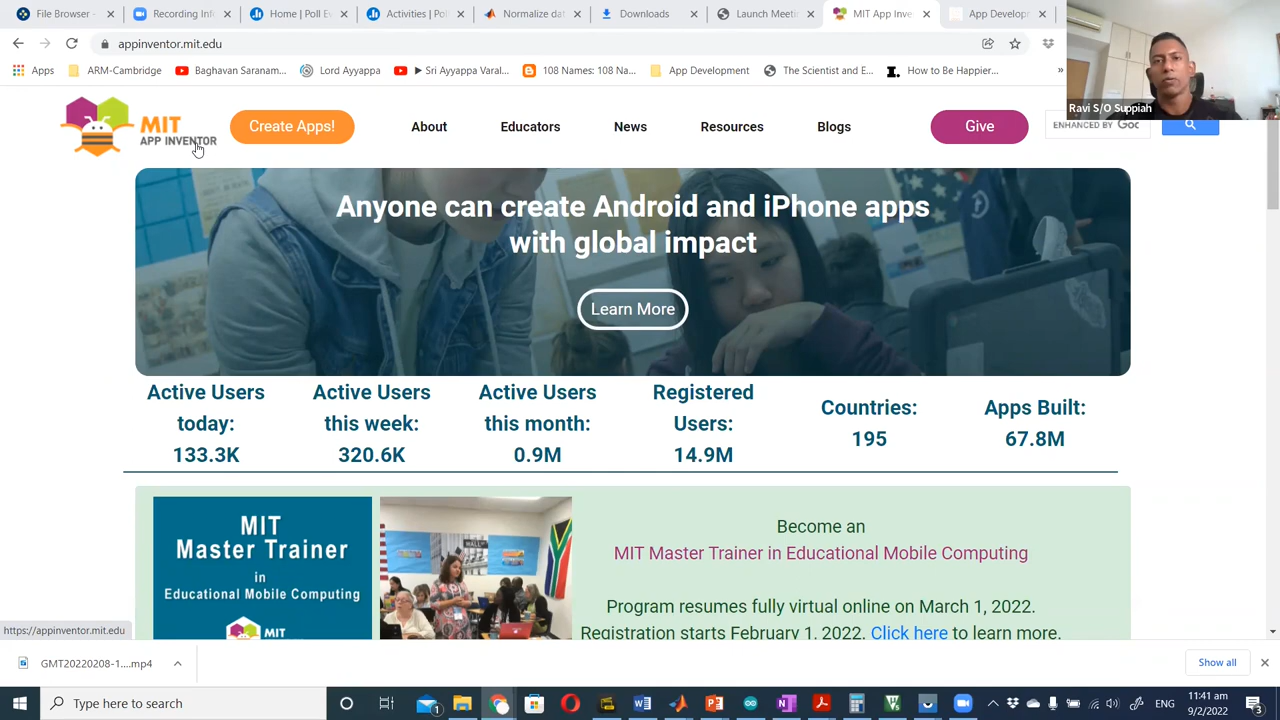 File Browser -
Recording Inf
Home | Poll Ev
Activities | Pol
Normalize dat
Downloads
Launch Meetin
MIT App Inve
App Develop
appinventor.mit.edu
Apps
ARM-Cambridge
Baghavan Saranam...
Lord Ayyappa
Sri Ayyappa Varal...
108 Names: 108 Na...
App Development
The Scientist and E...
How to Be Happier...
»
Ravi S/O Suppiah
MIT
APP INVENTOR
Create Apps!
About
Educators
News
Resources
Blogs
Give
ENHANCED BY GOO
Anyone can create Android and iPhone apps
with global impact
Learn More
Active Users
today:
133.3K
Active Users
this week:
320.6K
Active Users
this month:
0.9M
Registered
Users:
14.9M
Countries:
195
Apps Built:
67.8M
MIT
Master Trainer
in
Educational Mobile Computing
MIT
Become an
MIT Master Trainer in Educational Mobile Computing
Program resumes fully virtual online on March 1, 2022.
Registration starts February 1, 2022. Click here to learn more.
https://appinventor.mit.edu
GMT20220208-1....mp4
Show all
Type here to search
1
ENG
11:41 am
9/2/2022
3